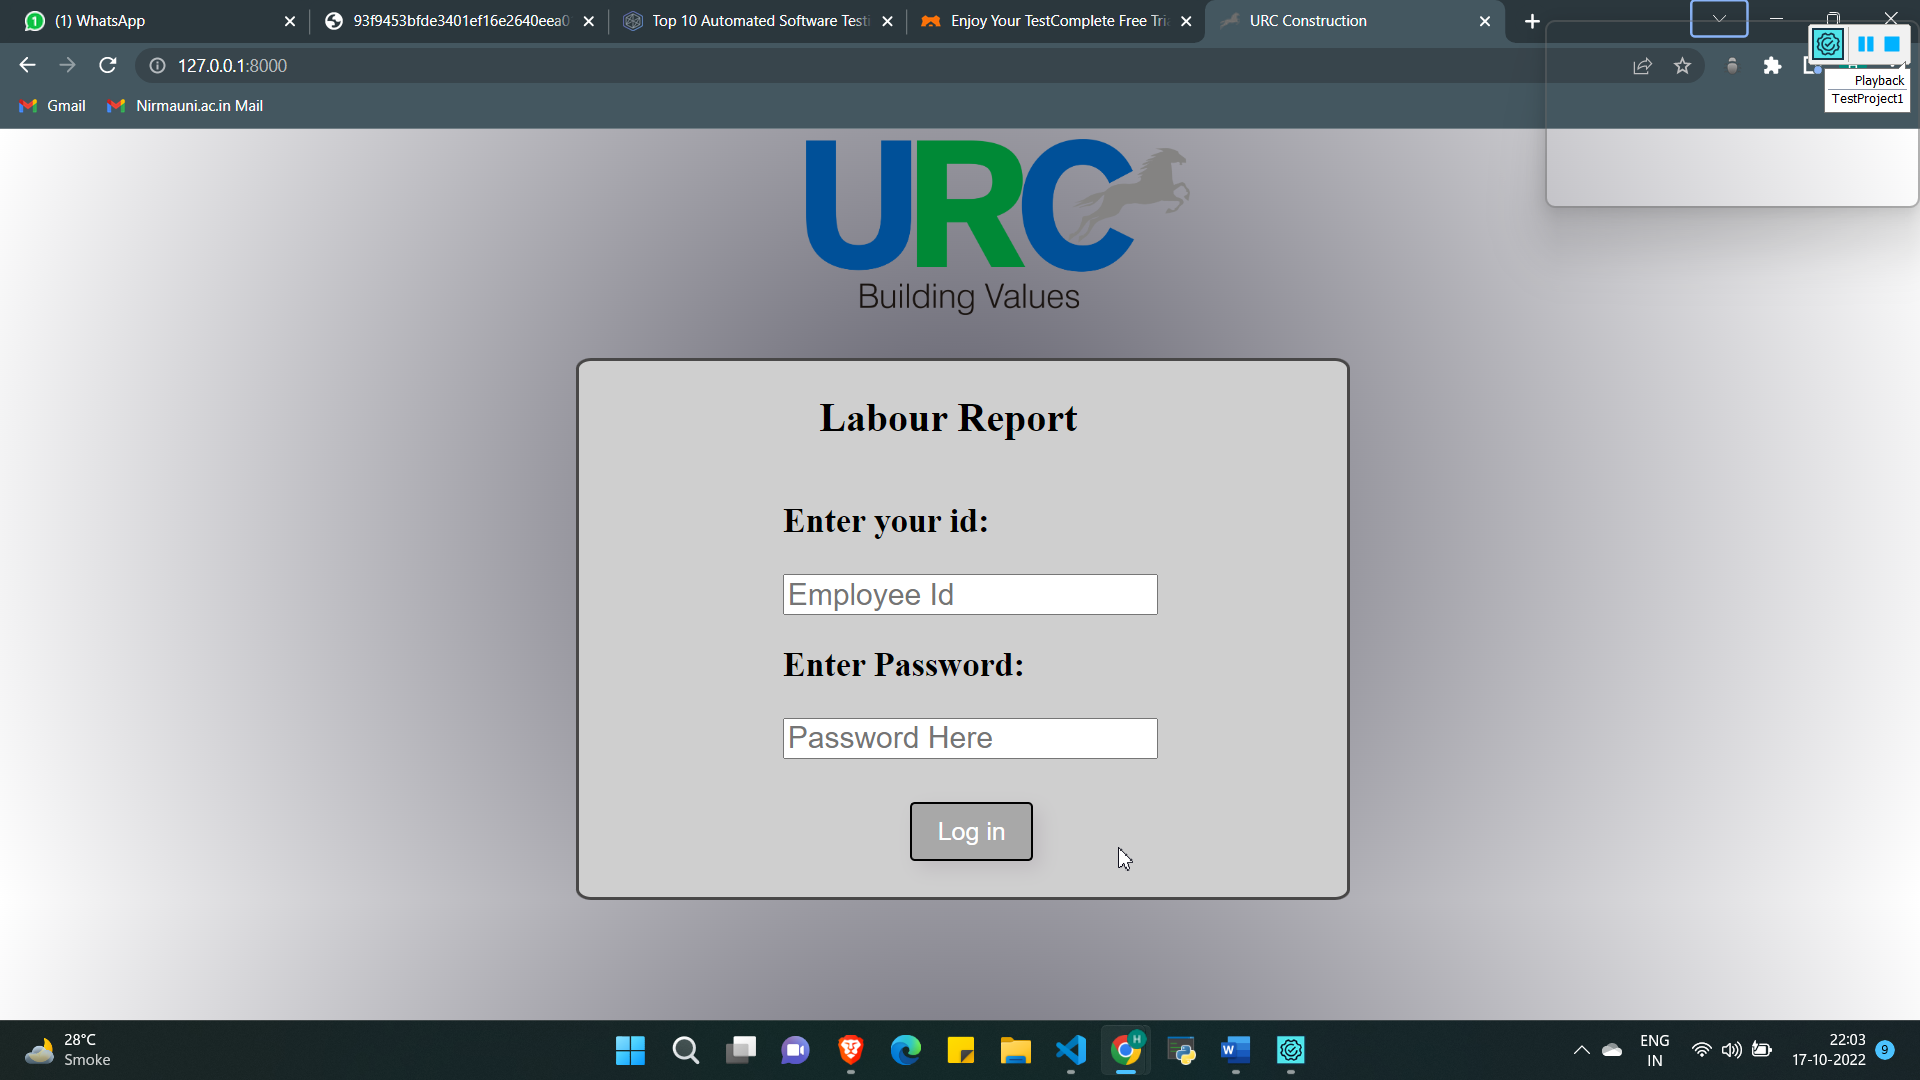 (1) WhatsApp
93f9453bfde3401ef16e2640eea0
Top 10 Automated Software Testi
Enjoy Your TestComplete Free Tria
URC Construction
127.0.0.1:8000
Playback
TestProject1
Gmail
Nirmauni.ac.in Mail
URC
Building Values
Labour Report
Enter your id:
Employee Id
Enter Password:
Password Here
Log in
28°C
Smoke
H
W
ENG
IN
22:03
17-10-2022
9